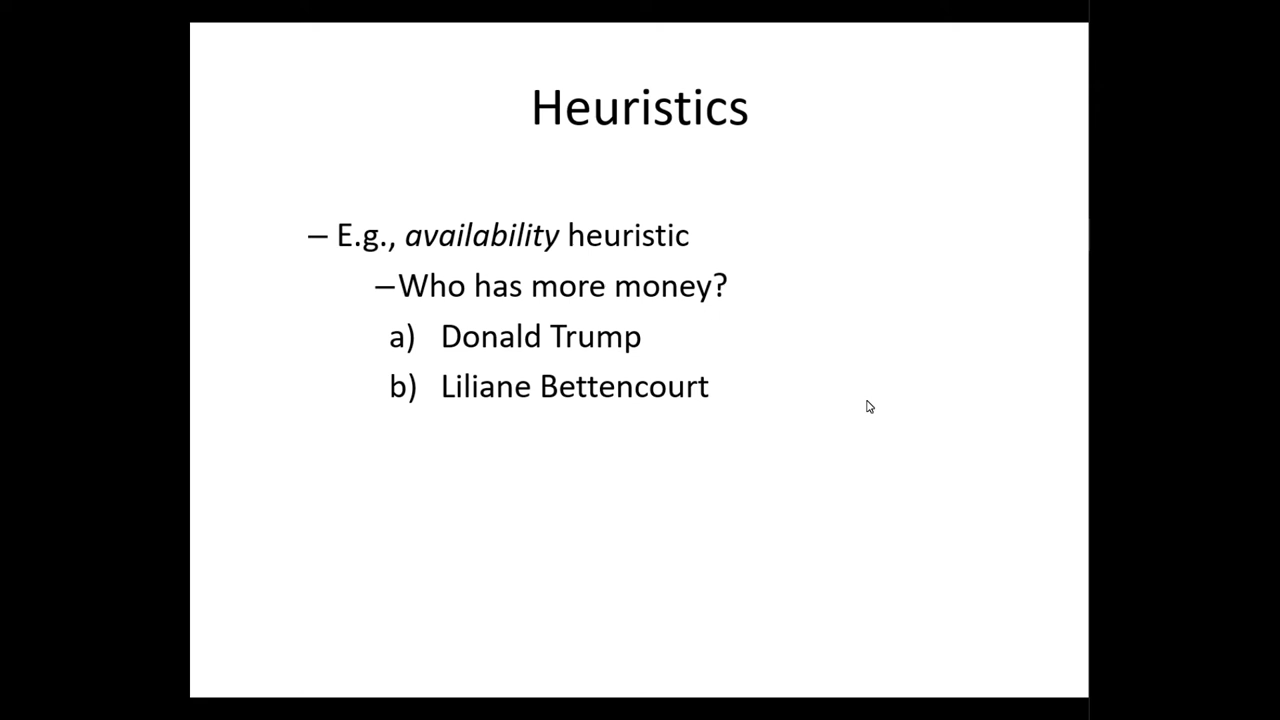 Heuristics
– E.g., availability heuristic
–Who has more money?
a) Donald Trump
b) Liliane Bettencourt